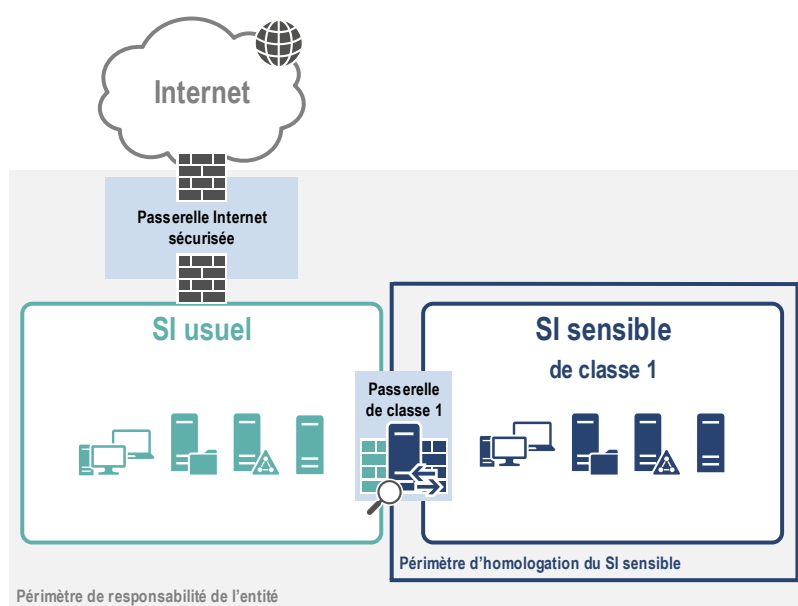 Internet
Passerelle Internet
sécurisée
SI usuel
SI sensible
de classe 1
Passerelle
de classe 1
Périmètre d'homologation du SI sensible
Périmètre de responsabilité de l'entité